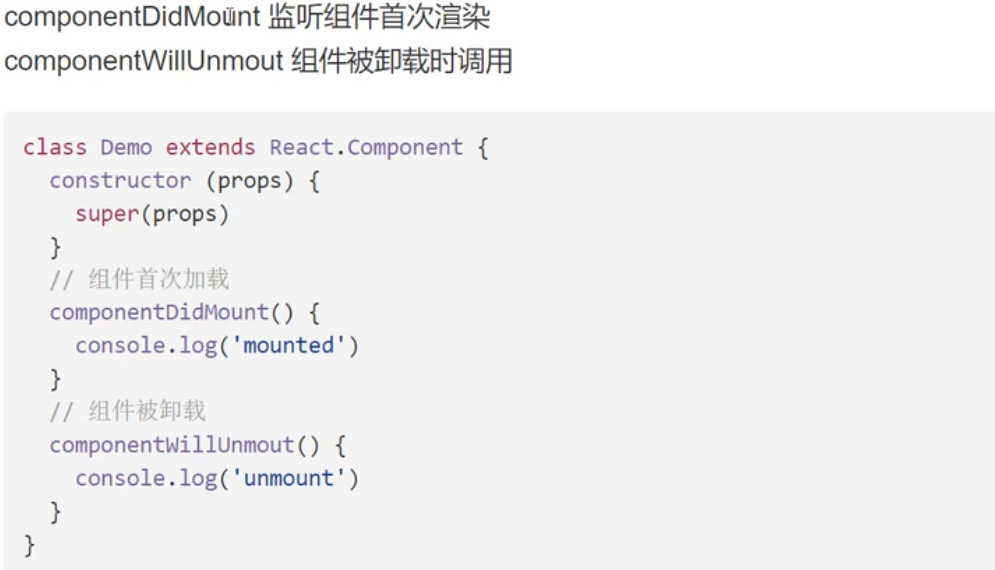 componentDidMount 监听组件首次渲染
componentWillUnmout 组件被卸载时调用
class Demo extends React.Component {
  constructor (props) {
    super(props)
  }
  // 组件首次加载
  componentDidMount() {
    console.log('mounted')
  }
  // 组件被卸载
  componentWillUnmout() {
    console.log('unmount')
  }
}